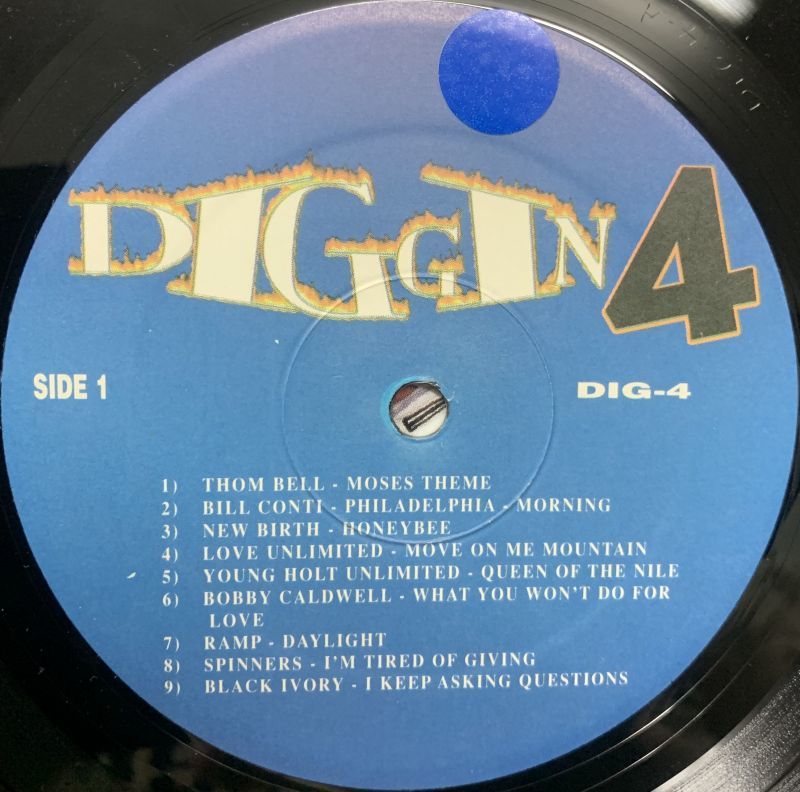 DIGGIN 4
SIDE 1
DIG-4
1) THOM BELL - MOSES THEME
2) BILL CONTI - PHILADELPHIA - MORNING
3) NEW BIRTH - HONEYBEE
4) LOVE UNLIMITED - MOVE ON ME MOUNTAIN
5) YOUNG HOLT UNLIMITED - QUEEN OF THE NILE
6) BOBBY CALDWELL - WHAT YOU WON'T DO FOR
LOVE
7) RAMP - DAYLIGHT
8) SPINNERS - I'M TIRED OF GIVING
9) BLACK IVORY - I KEEP ASKING QUESTIONS